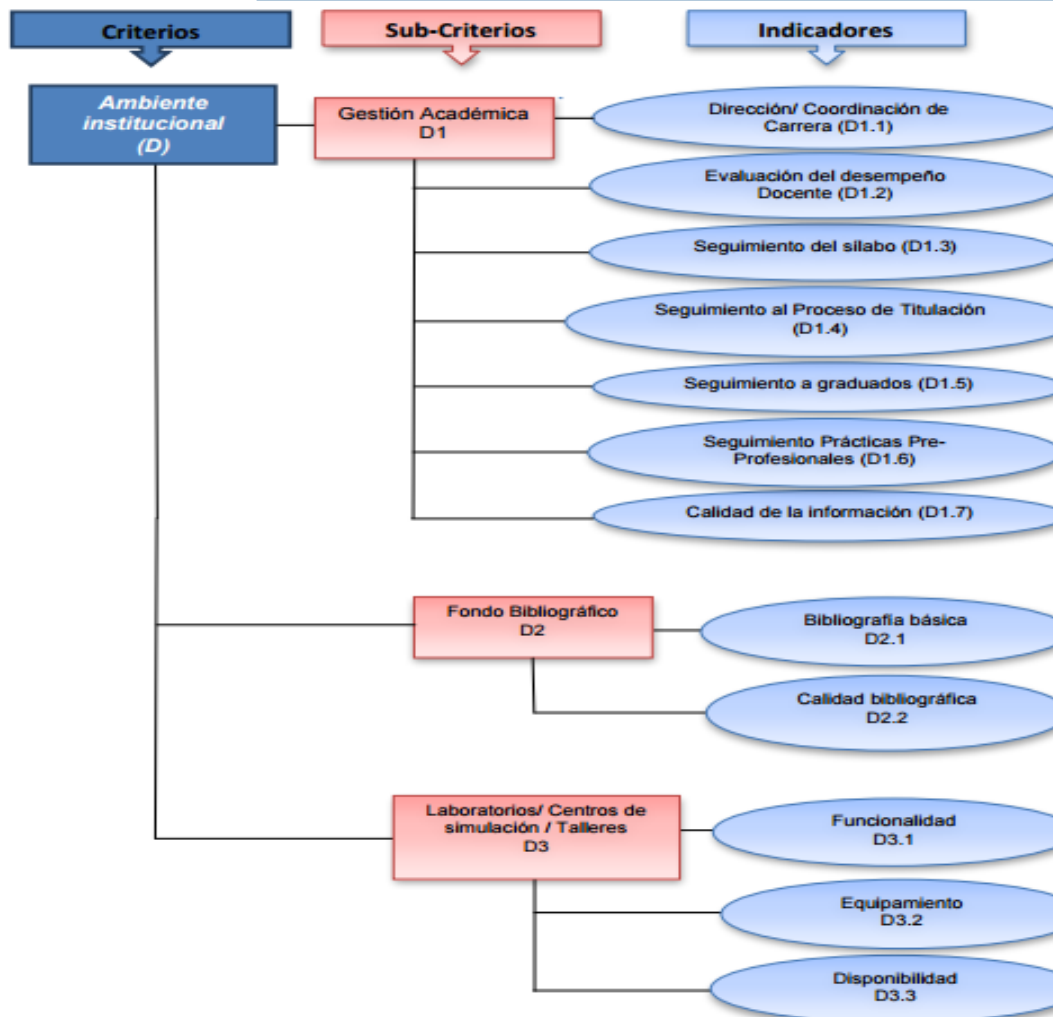 Criterios
Sub-Criterios
Indicadores
Ambiente
institucional
(D)
Gestión Académica
D1
Dirección/ Coordinación de
Carrera (D1.1)
Evaluación del desempeño
Docente (D1.2)
Seguimiento del sílabo (D1.3)
Seguimiento al Proceso de Titulación
(D1.4)
Seguimiento a graduados (D1.5)
Seguimiento Prácticas Pre-
Profesionales (D1.6)
Calidad de la información (D1.7)
Fondo Bibliográfico
D2
Bibliografía básica
D2.1
Calidad bibliográfica
D2.2
Laboratorios/ Centros de
simulación / Talleres
D3
Funcionalidad
D3.1
Equipamiento
D3.2
Disponibilidad
D3.3